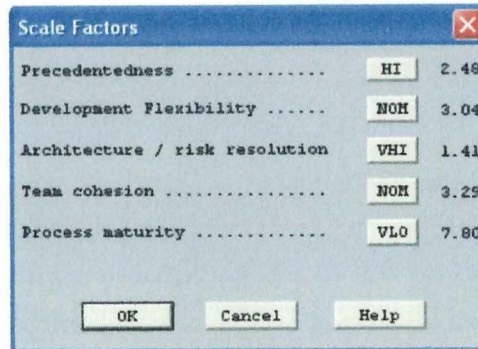 Scale Factors
Precedentedness .............. HI 2.48
Development Flexibility ...... NOM 3.04
Architecture / risk resolution VHI 1.41
Team cohesion ................ NOM 3.29
Process maturity ............. VLO 7.80
OK Cancel Help